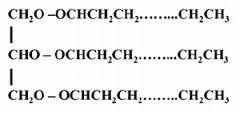 CH₂O –OCHCH₂CH₂……...CH₂CH₃
|
CHO – OCHCH₂CH₂……...CH₂CH₃
|
CH₂O – OCHCH₂CH₂……..CH₂CH₃